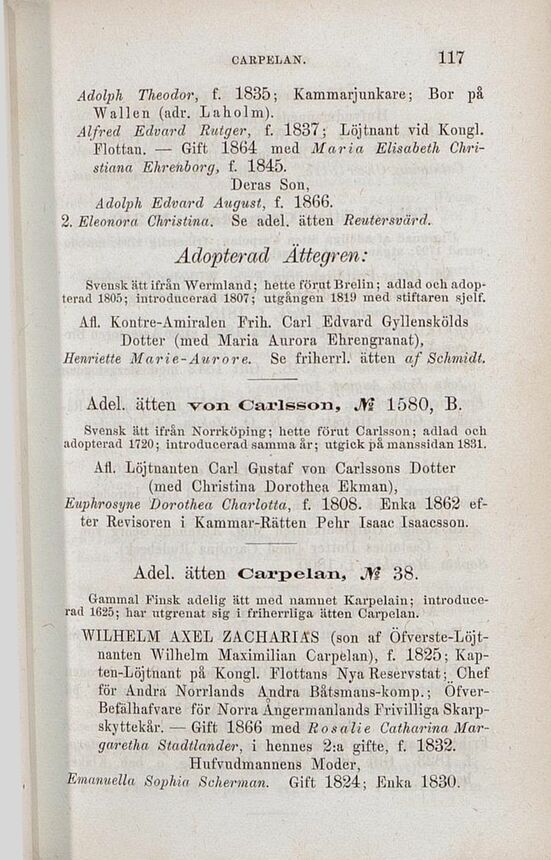 CARPELAN. 117
Adolph Theodor, f. 1835; Kammarjunkare; Bor på
Wallen (adr. Laholm).
Alfred Edvard Rutger, f. 1837; Löjtnant vid Kongl.
Flottan. — Gift 1864 med Maria Elisabeth Chri-
stiana Ehrenborg, f. 1845.
Deras Son,
Adolph Edvard August, f. 1866.
2. Eleonora Christina. Se adel. ätten Reutersvärd.
Adopterad Ättegren:
Svensk ätt ifrån Wermland; hette förut Brelin; adlad och adop-
terad 1805; introducerad 1807; utgången 1819 med stiftaren sjelf.
Afl. Kontre-Amiralen Frih. Carl Edvard Gyllenskölds
Dotter (med Maria Aurora Ehrengranat),
Henriette Marie-Aurore. Se friherrl. ätten af Schmidt.
Adel. ätten von Carlsson, № 1580, B.
Svensk ätt ifrån Norrköping; hette förut Carlsson; adlad och
adopterad 1720; introducerad samma år; utgick på manssidan 1831.
Afl. Löjtnanten Carl Gustaf von Carlssons Dotter
(med Christina Dorothea Ekman),
Euphrosyne Dorothea Charlotta, f. 1808. Enka 1862 ef-
ter Revisoren i Kammar-Rätten Pehr Isaac Isaacsson.
Adel. ätten Carpelan, № 38.
Gammal Finsk adelig ätt med namnet Karpelain; introduce-
rad 1625; har utgrenat sig i friherrliga ätten Carpelan.
WILHELM AXEL ZACHARIAS (son af Öfverste-Löjt-
nanten Wilhelm Maximilian Carpelan), f. 1825; Kap-
ten-Löjtnant på Kongl. Flottans Nya Reservstat; Chef
för Andra Norrlands Andra Båtsmans-komp.; Öfver-
Befälhafvare för Norra Ångermanlands Frivilliga Skarp-
skyttekår. — Gift 1866 med Rosalie Catharina Mar-
garetha Stadtlander, i hennes 2:a gifte, f. 1832.
Hufvudmannens Moder,
Emanuella Sophia Scherman. Gift 1824; Enka 1830.